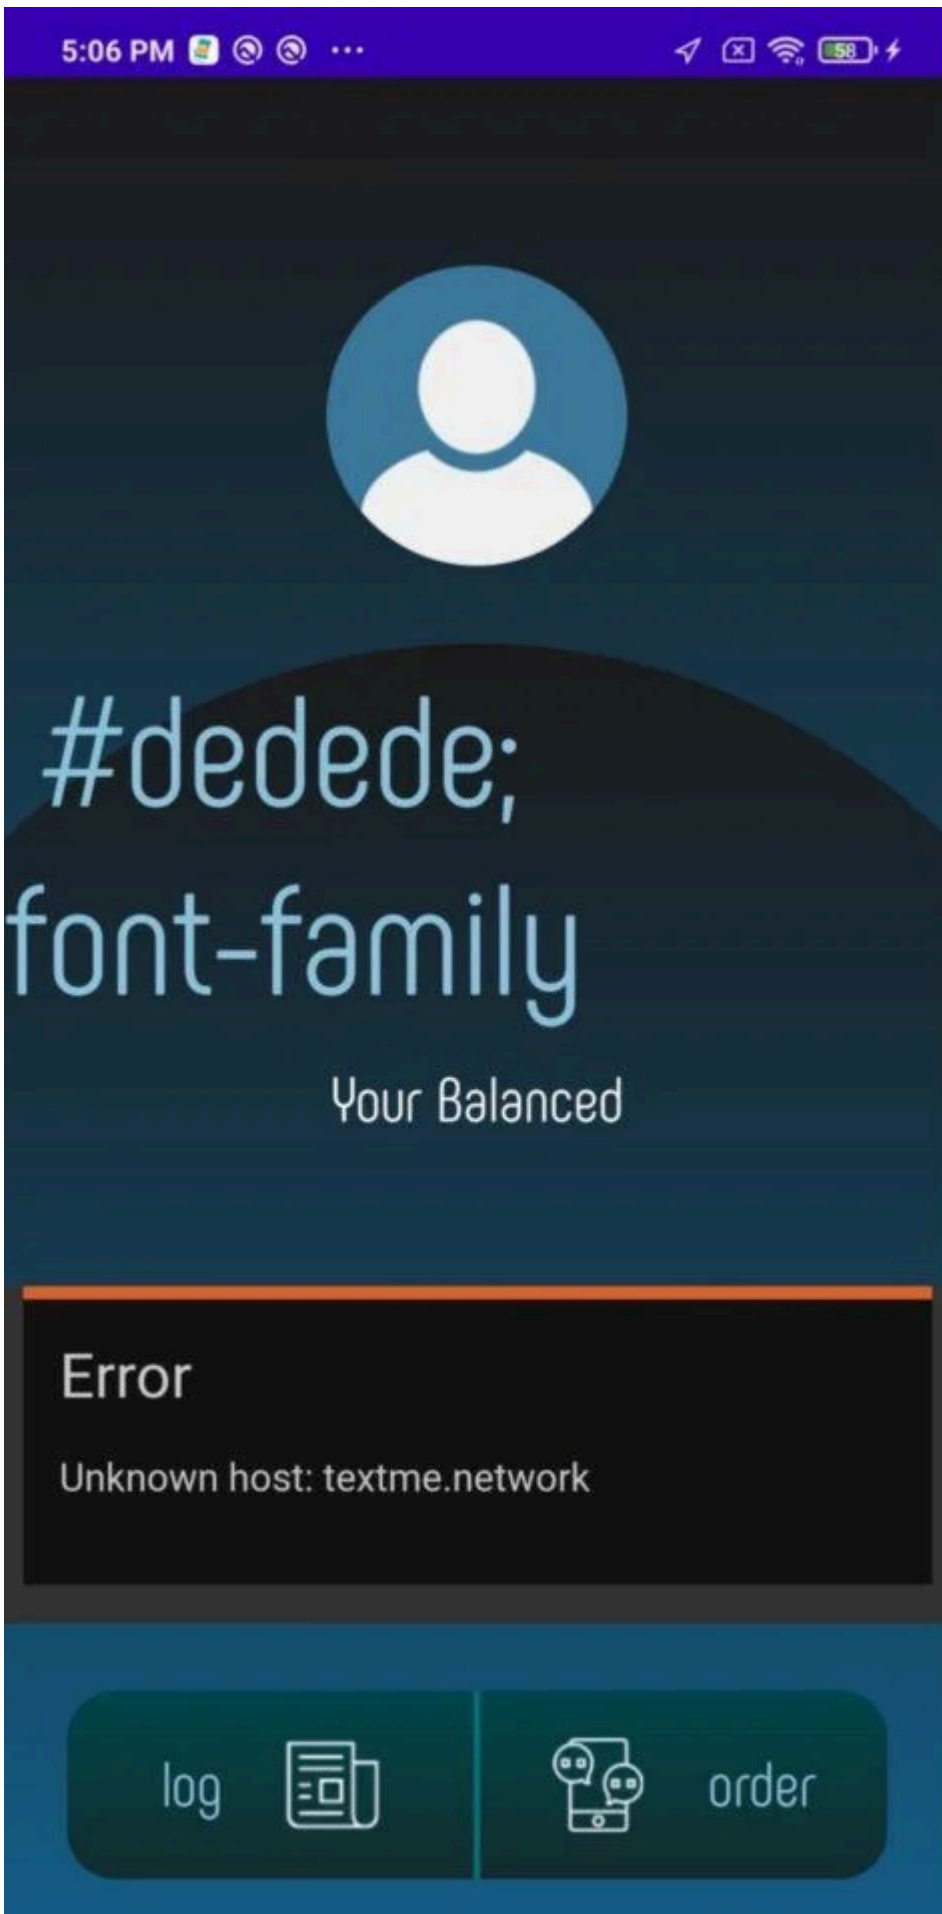 5:06 PM
58
#dedede;
font-family
Your Balanced
Error
Unknown host: textme.network
log
order